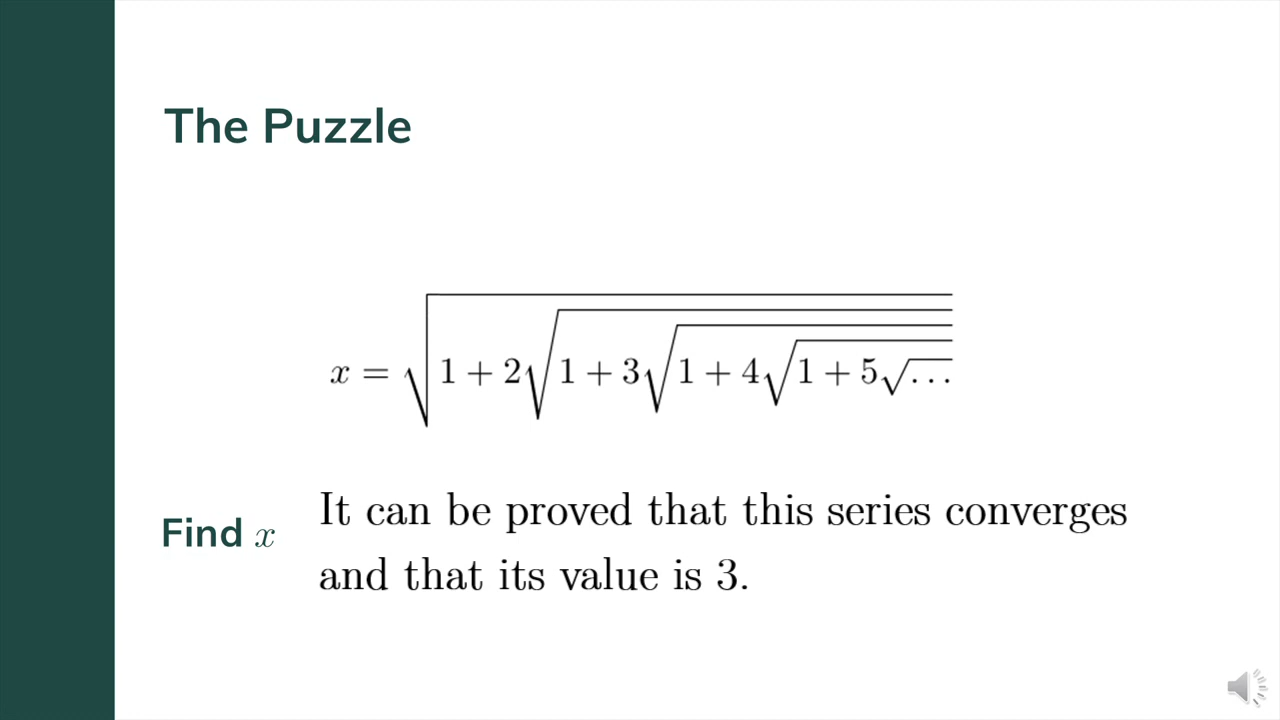 The Puzzle
x = √(1 + 2√(1 + 3√(1 + 4√(1 + 5√...
Find x
It can be proved that this series converges
and that its value is 3.